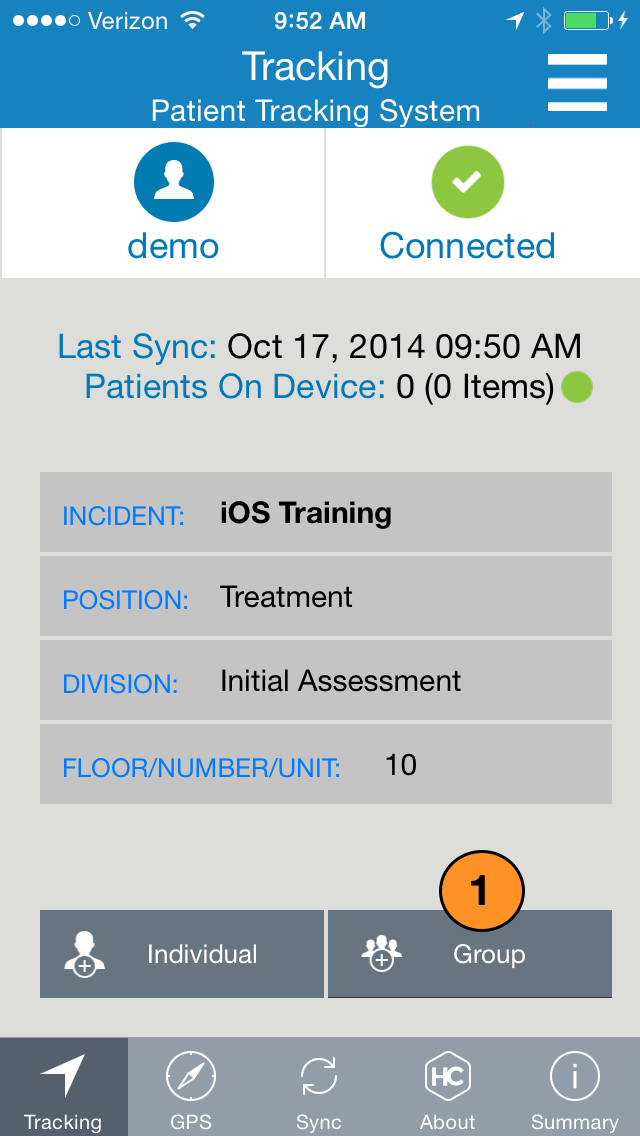 Verizon 9:52 AM
Tracking
Patient Tracking System
demo Connected
Last Sync: Oct 17, 2014 09:50 AM
Patients On Device: 0 (0 Items)
INCIDENT: iOS Training
POSITION: Treatment
DIVISION: Initial Assessment
FLOOR/NUMBER/UNIT: 10
1
Individual Group
HC i
Tracking GPS Sync About Summary